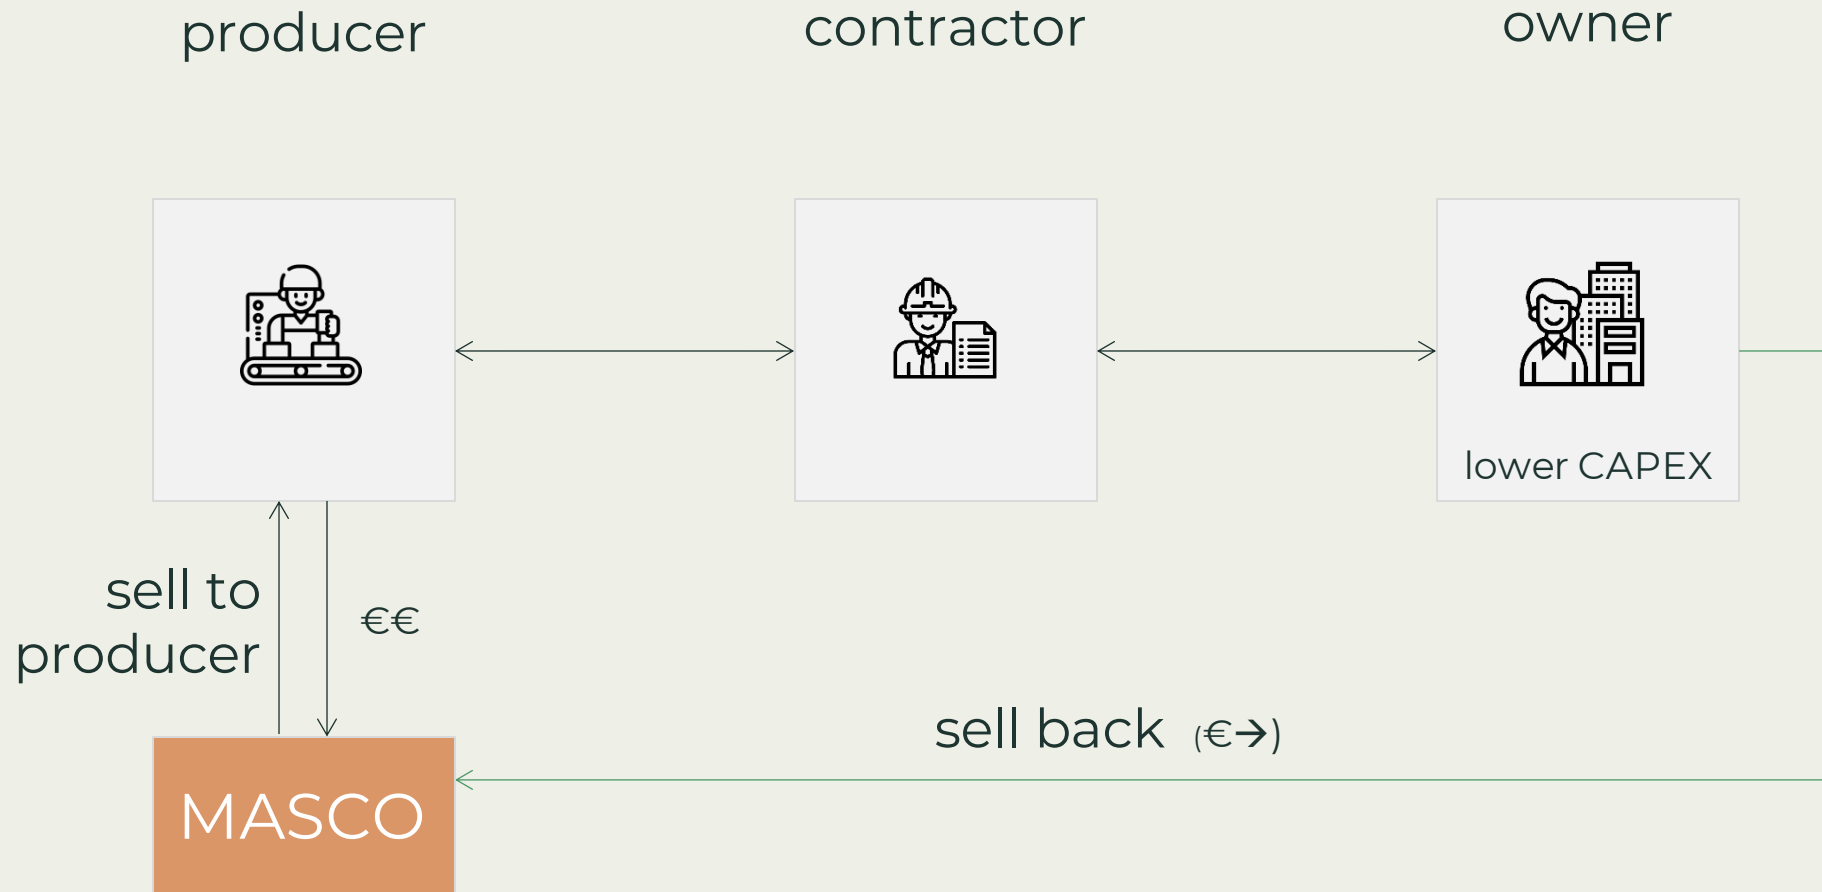 producer
contractor
owner
lower CAPEX
sell to
producer
€€
sell back (€→)
MASCO